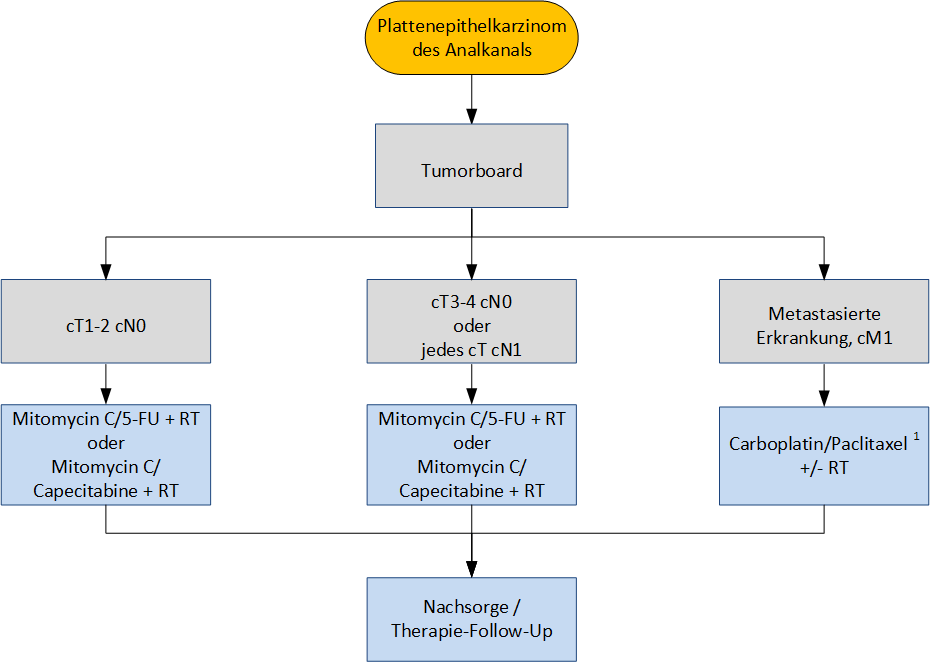 Plattenepithelkarzinom
des Analkanals
Tumorboard
cT1-2 cN0
cT3-4 cN0
oder
jedes cT cN1
Metastasierte
Erkrankung, cM1
Mitomycin C/5-FU + RT
oder
Mitomycin C/
Capecitabine + RT
Mitomycin C/5-FU + RT
oder
Mitomycin C/
Capecitabine + RT
Carboplatin/Paclitaxel ¹
+/- RT
Nachsorge /
Therapie-Follow-Up